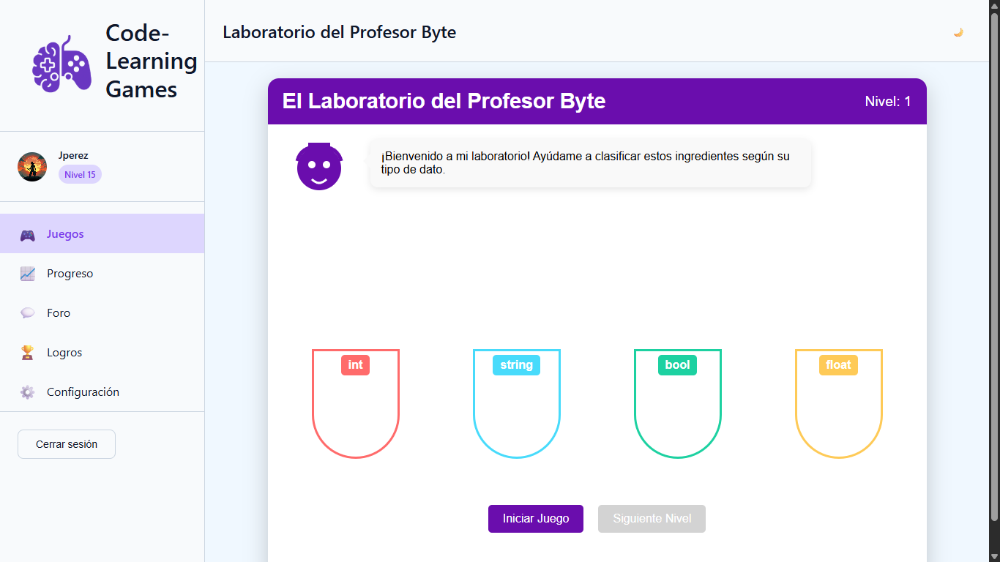 Code-
Learning
Games
Jperez
Nivel 15
Juegos
Progreso
Foro
Logros
Configuración
Cerrar sesión
Laboratorio del Profesor Byte
El Laboratorio del Profesor Byte
Nivel: 1
¡Bienvenido a mi laboratorio! Ayúdame a clasificar estos ingredientes según su
tipo de dato.
int
string
bool
float
Iniciar Juego
Siguiente Nivel